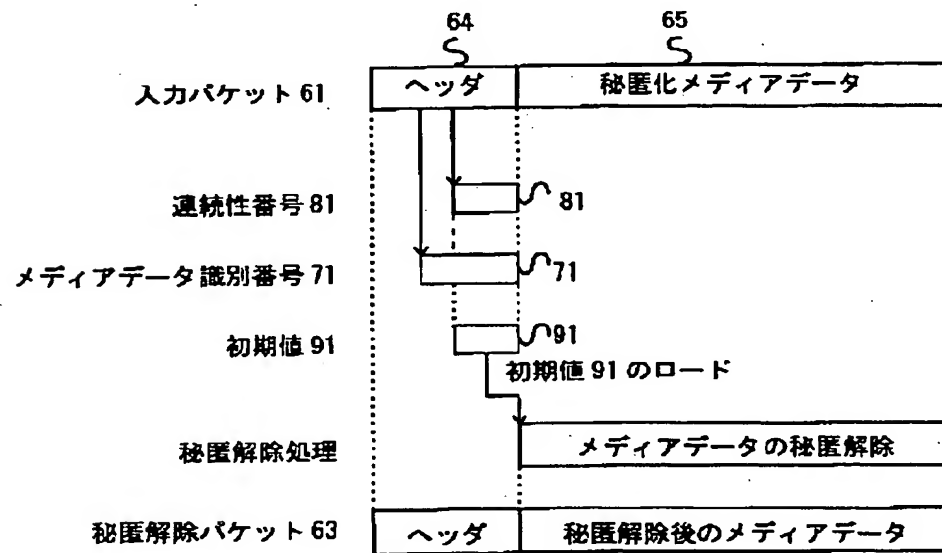 64 65
入力パケット 61 ヘッダ 秘匿化メディアデータ
連続性番号 81 81
メディアデータ識別番号 71 71
初期値 91 91
初期値 91 のロード
秘匿解除処理 メディアデータの秘匿解除
秘匿解除パケット 63 ヘッダ 秘匿解除後のメディアデータ